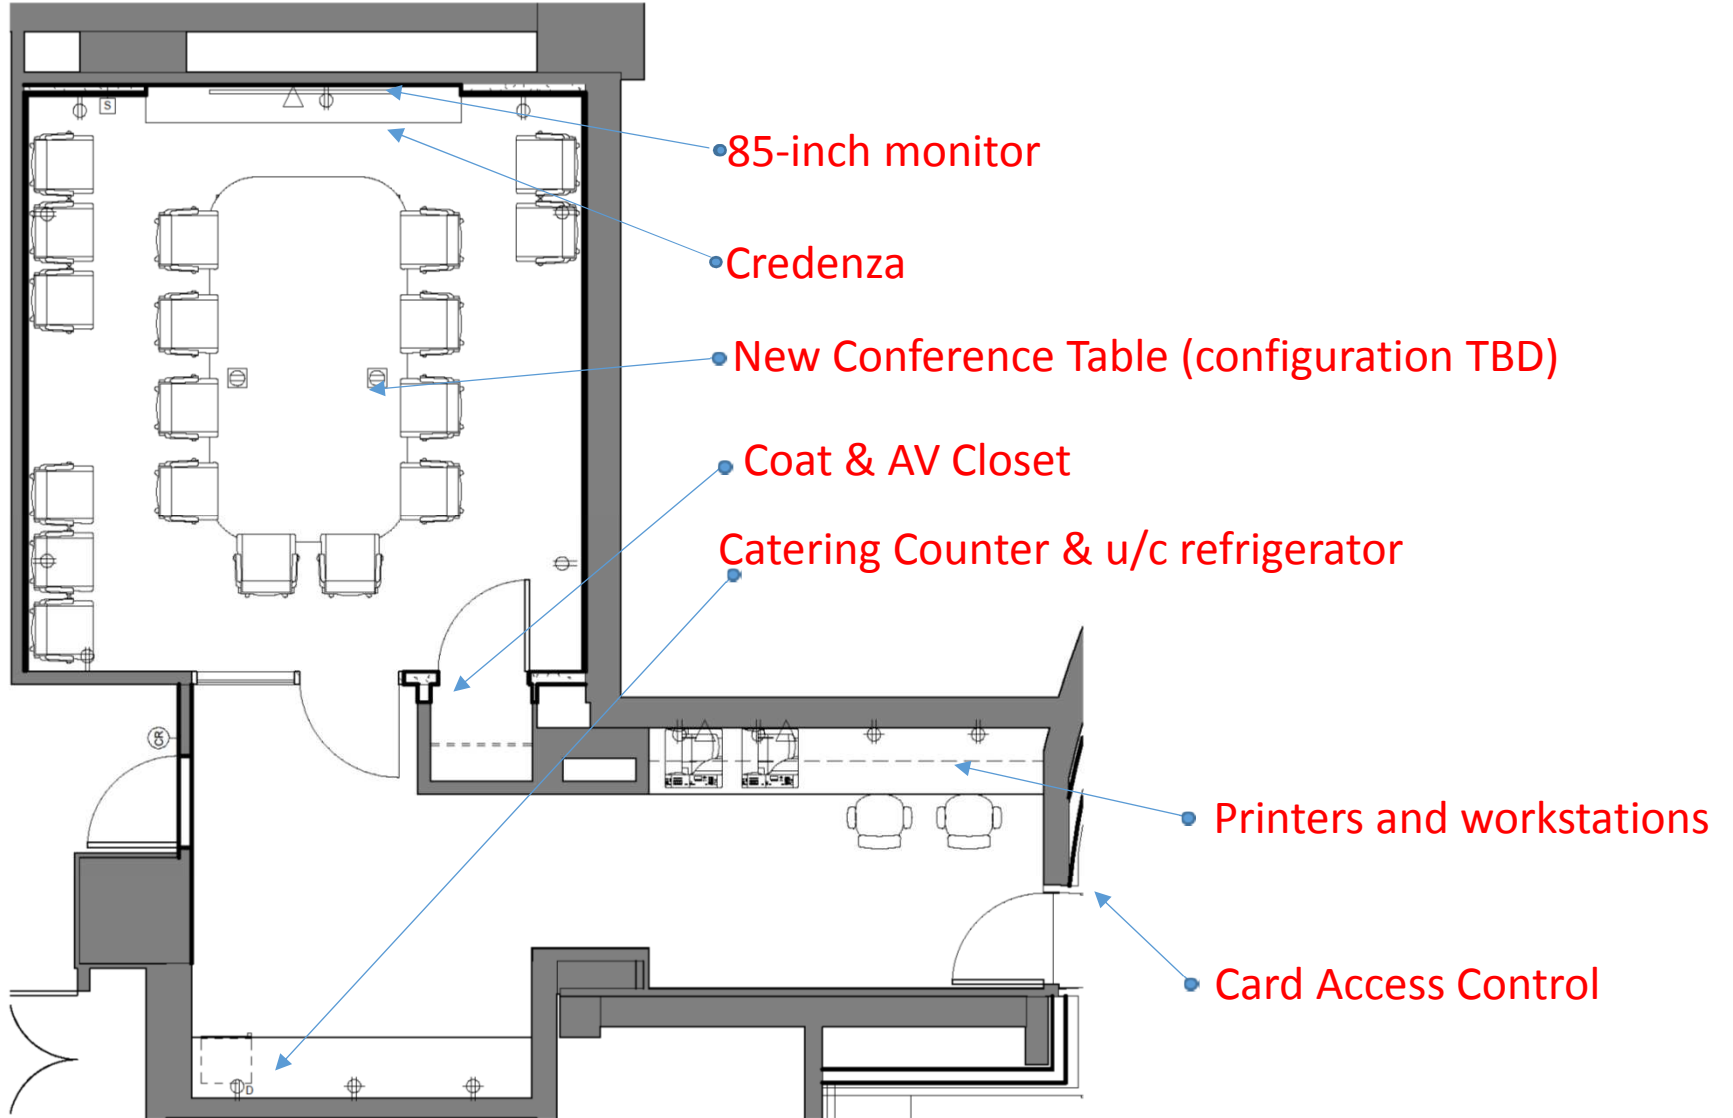 S
85-inch monitor
Credenza
New Conference Table (configuration TBD)
Coat & AV Closet
Catering Counter & u/c refrigerator
CR
Printers and workstations
Card Access Control
D